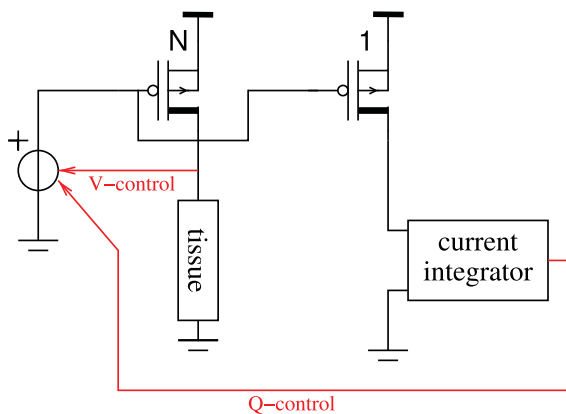 N
1
+
V−control
tissue
current
integrator
Q−control